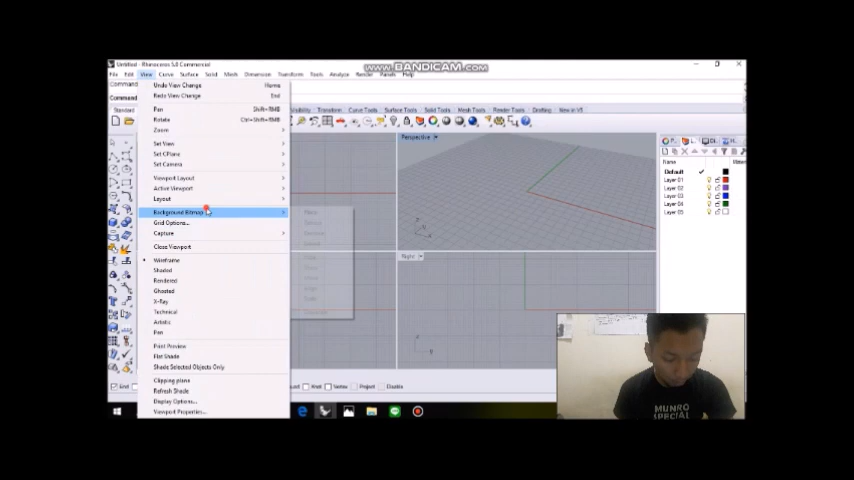 www.BANDICAM.com
Untitled - Rhinoceros 5.0 Commercial
File Edit View Curve Surface Solid Mesh Dimension Transform Tools Analyze Render Panels Help
Command
Undo View Change Home
Redo View Change End
Command:
Standard
Visibility Transform Curve Tools Surface Tools Solid Tools Mesh Tools Render Tools Drafting New in V5
Pan Shift+RMB
Rotate Ctrl+Shift+RMB
Zoom
Set View
Set CPlane
Set Camera
Viewport Layout
Active Viewport
Layout
Background Bitmap
Grid Options...
Capture
Close Viewport
Wireframe
Shaded
Rendered
Ghosted
X-Ray
Technical
Artistic
Pen
Print Preview
Flat Shade
Shade Selected Objects Only
Clipping plane
Refresh Shade
Display Options...
Viewport Properties...
Perspective
Right
Name
Default
Layer 01
Layer 02
Layer 03
Layer 04
Layer 05
End
Knot Vertex Project Disable
MUNRO
SPECIAL